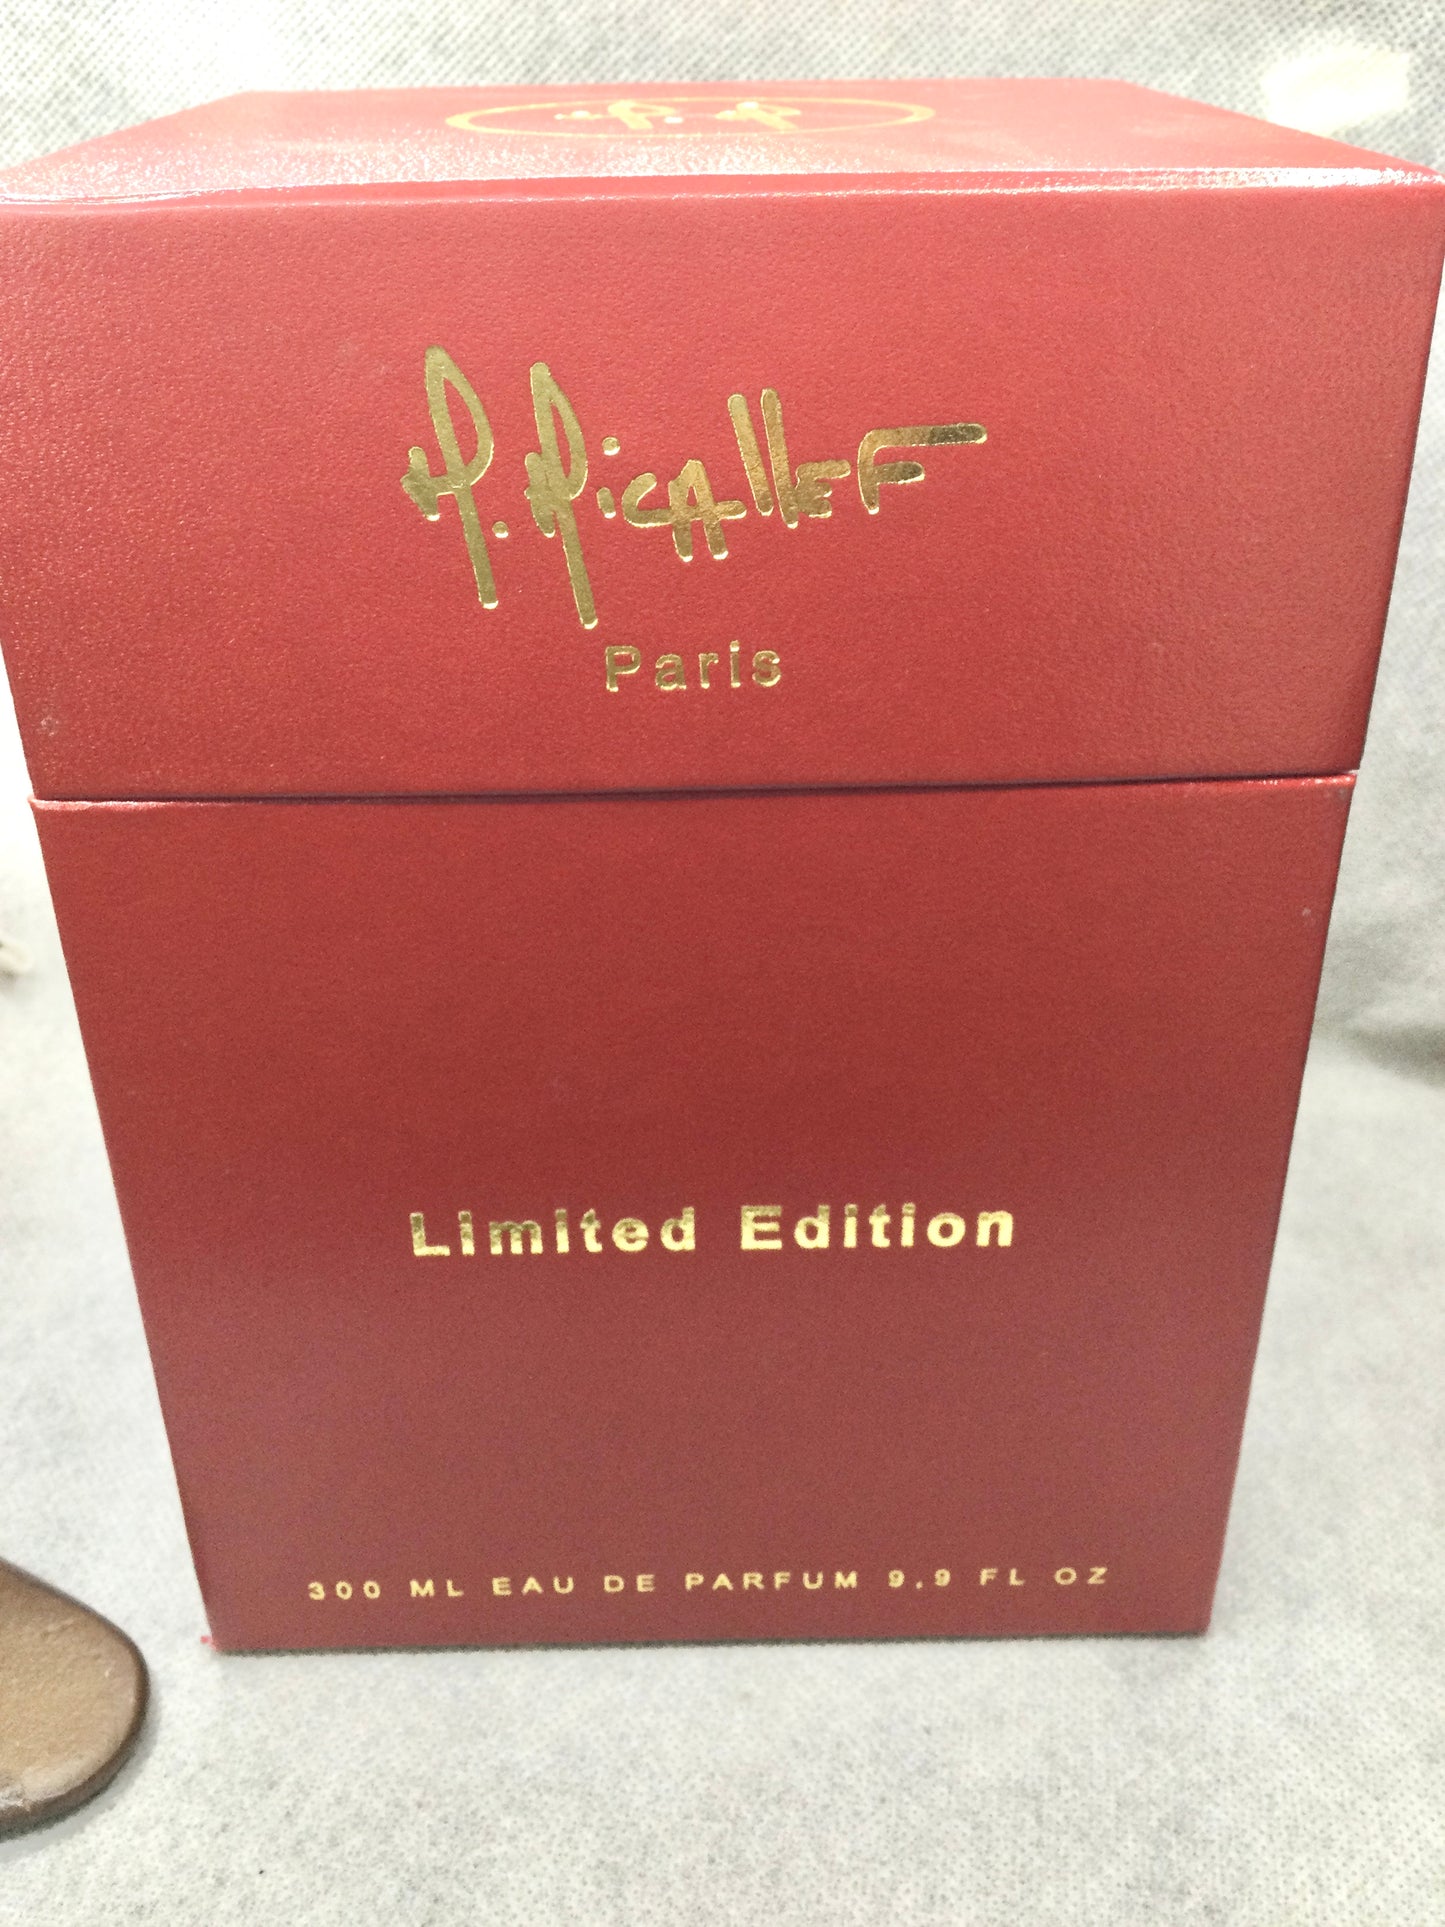 M. M.
M. Micallef
Paris
Limited Edition
300 ML EAU DE PARFUM 9,9 FL OZ